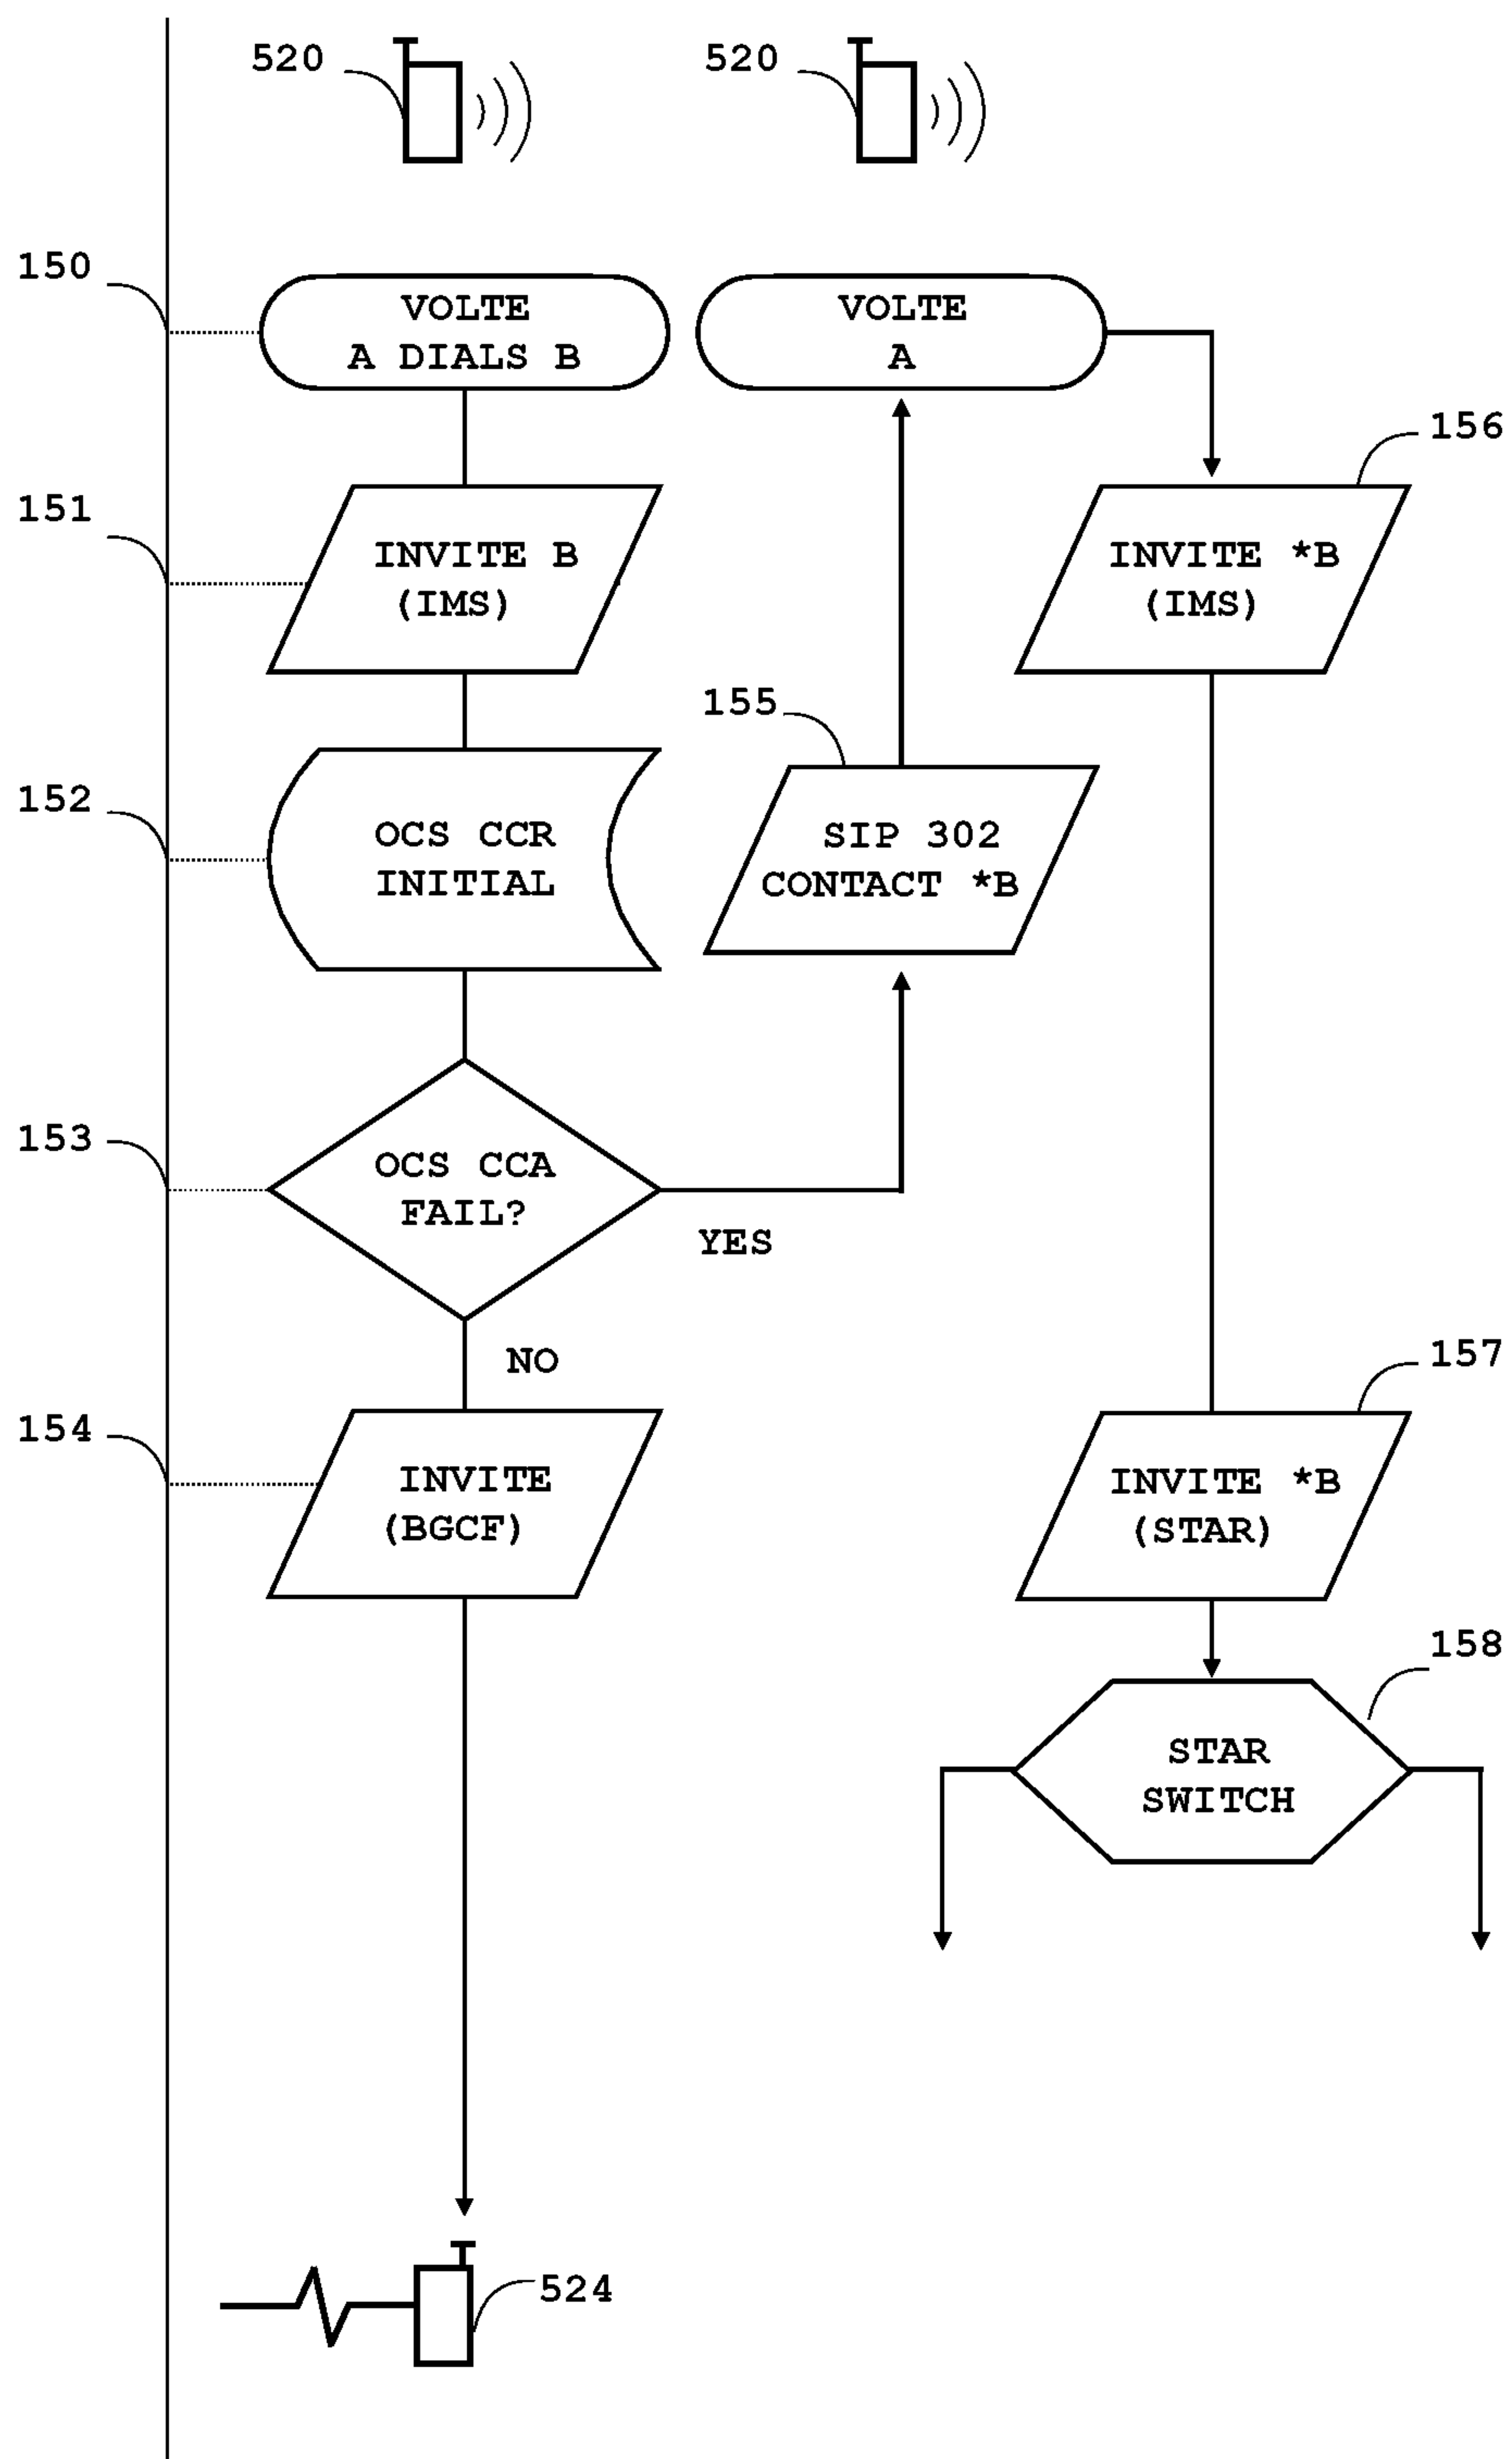 520
520
150
VOLTE
A DIALS B
VOLTE
A
156
151
INVITE B
(IMS)
INVITE *B
(IMS)
155
152
OCS CCR
INITIAL
SIP 302
CONTACT *B
153
OCS CCA
FAIL?
YES
NO
157
154
INVITE
(BGCF)
INVITE *B
(STAR)
158
STAR
SWITCH
524